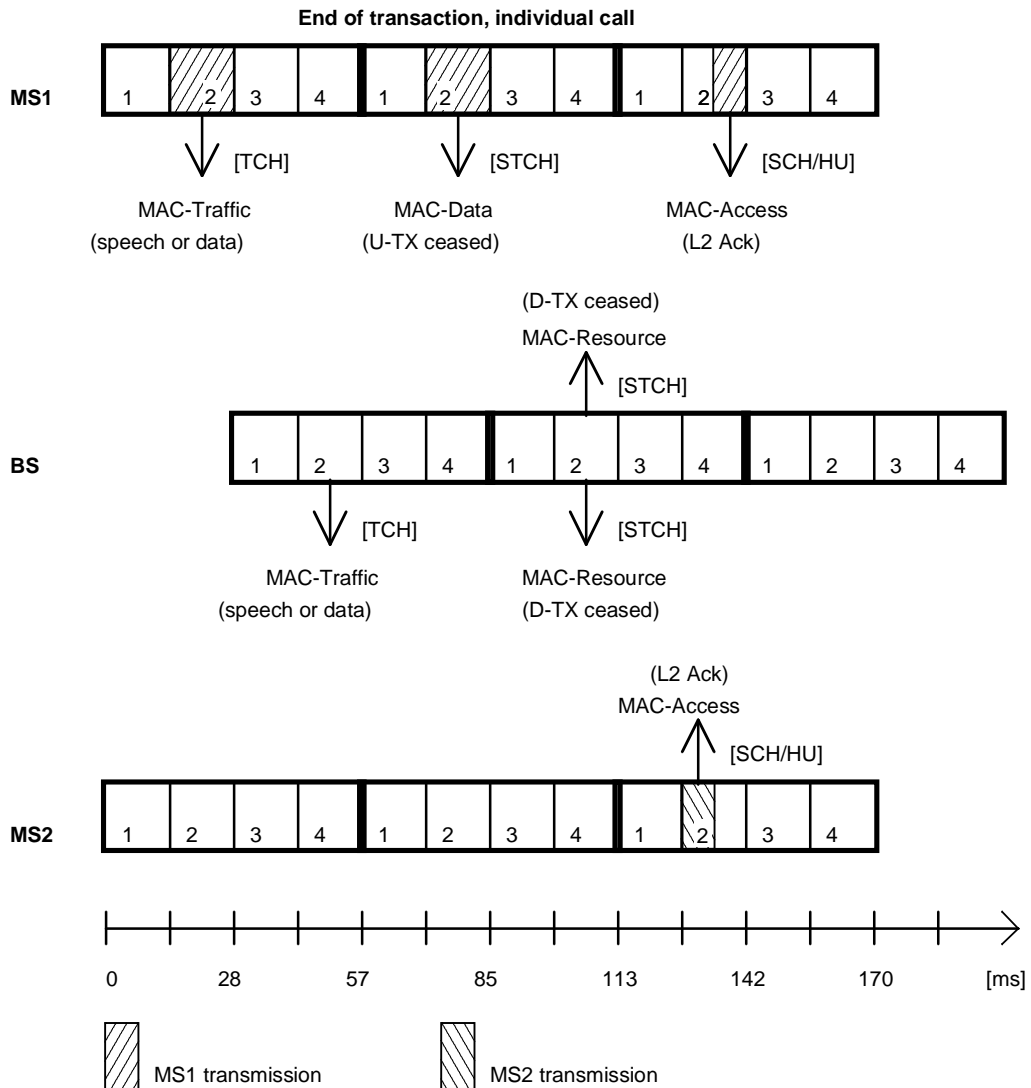 End of transaction, individual call
MS1
1 2 3 4 1 2 3 4 1 2 3 4
[TCH] [STCH] [SCH/HU]
MAC-Traffic MAC-Data MAC-Access
(speech or data) (U-TX ceased) (L2 Ack)
(D-TX ceased)
MAC-Resource
[STCH]
BS
1 2 3 4 1 2 3 4 1 2 3 4
[TCH] [STCH]
MAC-Traffic MAC-Resource
(speech or data) (D-TX ceased)
(L2 Ack)
MAC-Access
[SCH/HU]
MS2
1 2 3 4 1 2 3 4 1 2 3 4
0 28 57 85 113 142 170 [ms]
MS1 transmission MS2 transmission